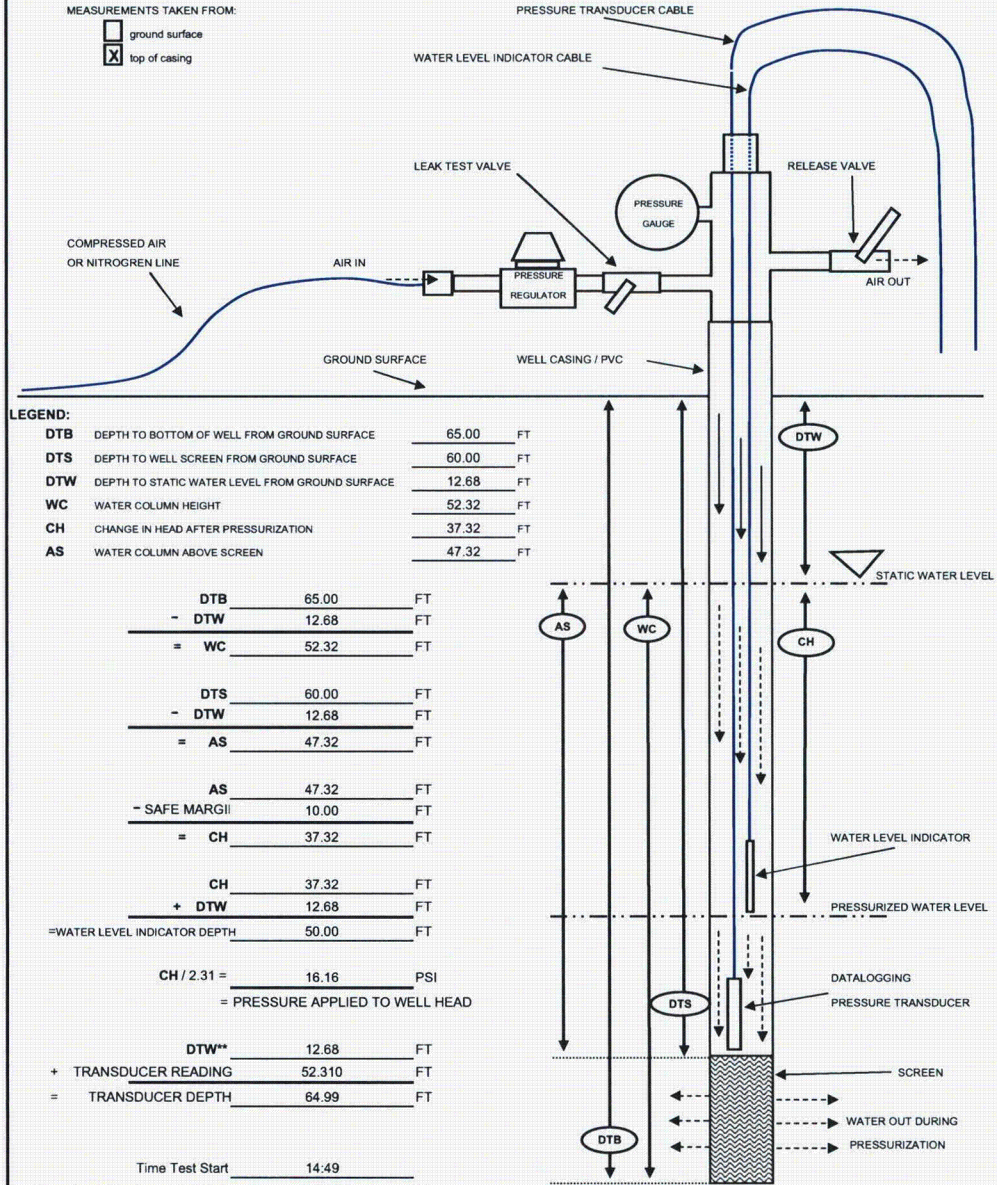 MEASUREMENTS TAKEN FROM:
ground surface
X top of casing
PRESSURE TRANSDUCER CABLE
WATER LEVEL INDICATOR CABLE
LEAK TEST VALVE
RELEASE VALVE
PRESSURE
GAUGE
COMPRESSED AIR
OR NITROGREN LINE
AIR IN
PRESSURE
REGULATOR
AIR OUT
GROUND SURFACE
WELL CASING / PVC
LEGEND:
DTB DEPTH TO BOTTOM OF WELL FROM GROUND SURFACE 65.00 FT
DTS DEPTH TO WELL SCREEN FROM GROUND SURFACE 60.00 FT
DTW DEPTH TO STATIC WATER LEVEL FROM GROUND SURFACE 12.68 FT
WC WATER COLUMN HEIGHT 52.32 FT
CH CHANGE IN HEAD AFTER PRESSURIZATION 37.32 FT
AS WATER COLUMN ABOVE SCREEN 47.32 FT
DTB 65.00 FT
- DTW 12.68 FT
= WC 52.32 FT
DTS 60.00 FT
- DTW 12.68 FT
= AS 47.32 FT
AS 47.32 FT
- SAFE MARGII 10.00 FT
= CH 37.32 FT
CH 37.32 FT
+ DTW 12.68 FT
=WATER LEVEL INDICATOR DEPTH 50.00 FT
CH / 2.31 = 16.16 PSI
= PRESSURE APPLIED TO WELL HEAD
DTW** 12.68 FT
+ TRANSDUCER READING 52.310 FT
= TRANSDUCER DEPTH 64.99 FT
Time Test Start 14:49
DTW
STATIC WATER LEVEL
AS
WC
CH
WATER LEVEL INDICATOR
PRESSURIZED WATER LEVEL
DATALOGGING
PRESSURE TRANSDUCER
DTS
SCREEN
WATER OUT DURING
PRESSURIZATION
DTB